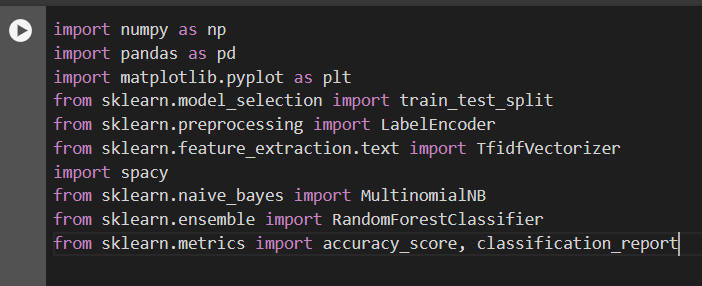 import numpy as np
import pandas as pd
import matplotlib.pyplot as plt
from sklearn.model_selection import train_test_split
from sklearn.preprocessing import LabelEncoder
from sklearn.feature_extraction.text import TfidfVectorizer
import spacy
from sklearn.naive_bayes import MultinomialNB
from sklearn.ensemble import RandomForestClassifier
from sklearn.metrics import accuracy_score, classification_report